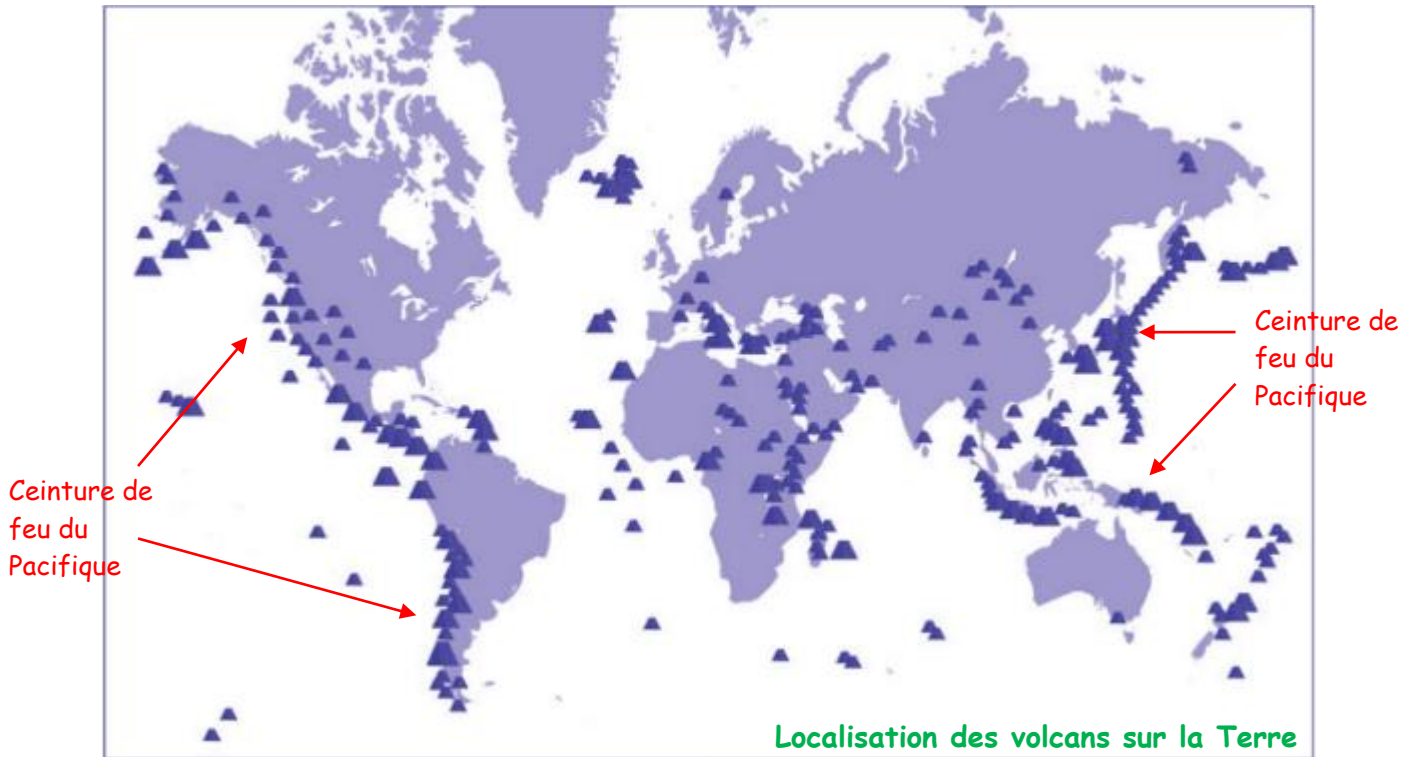 Ceinture de
feu du
Pacifique
Ceinture de
feu du
Pacifique
Localisation des volcans sur la Terre